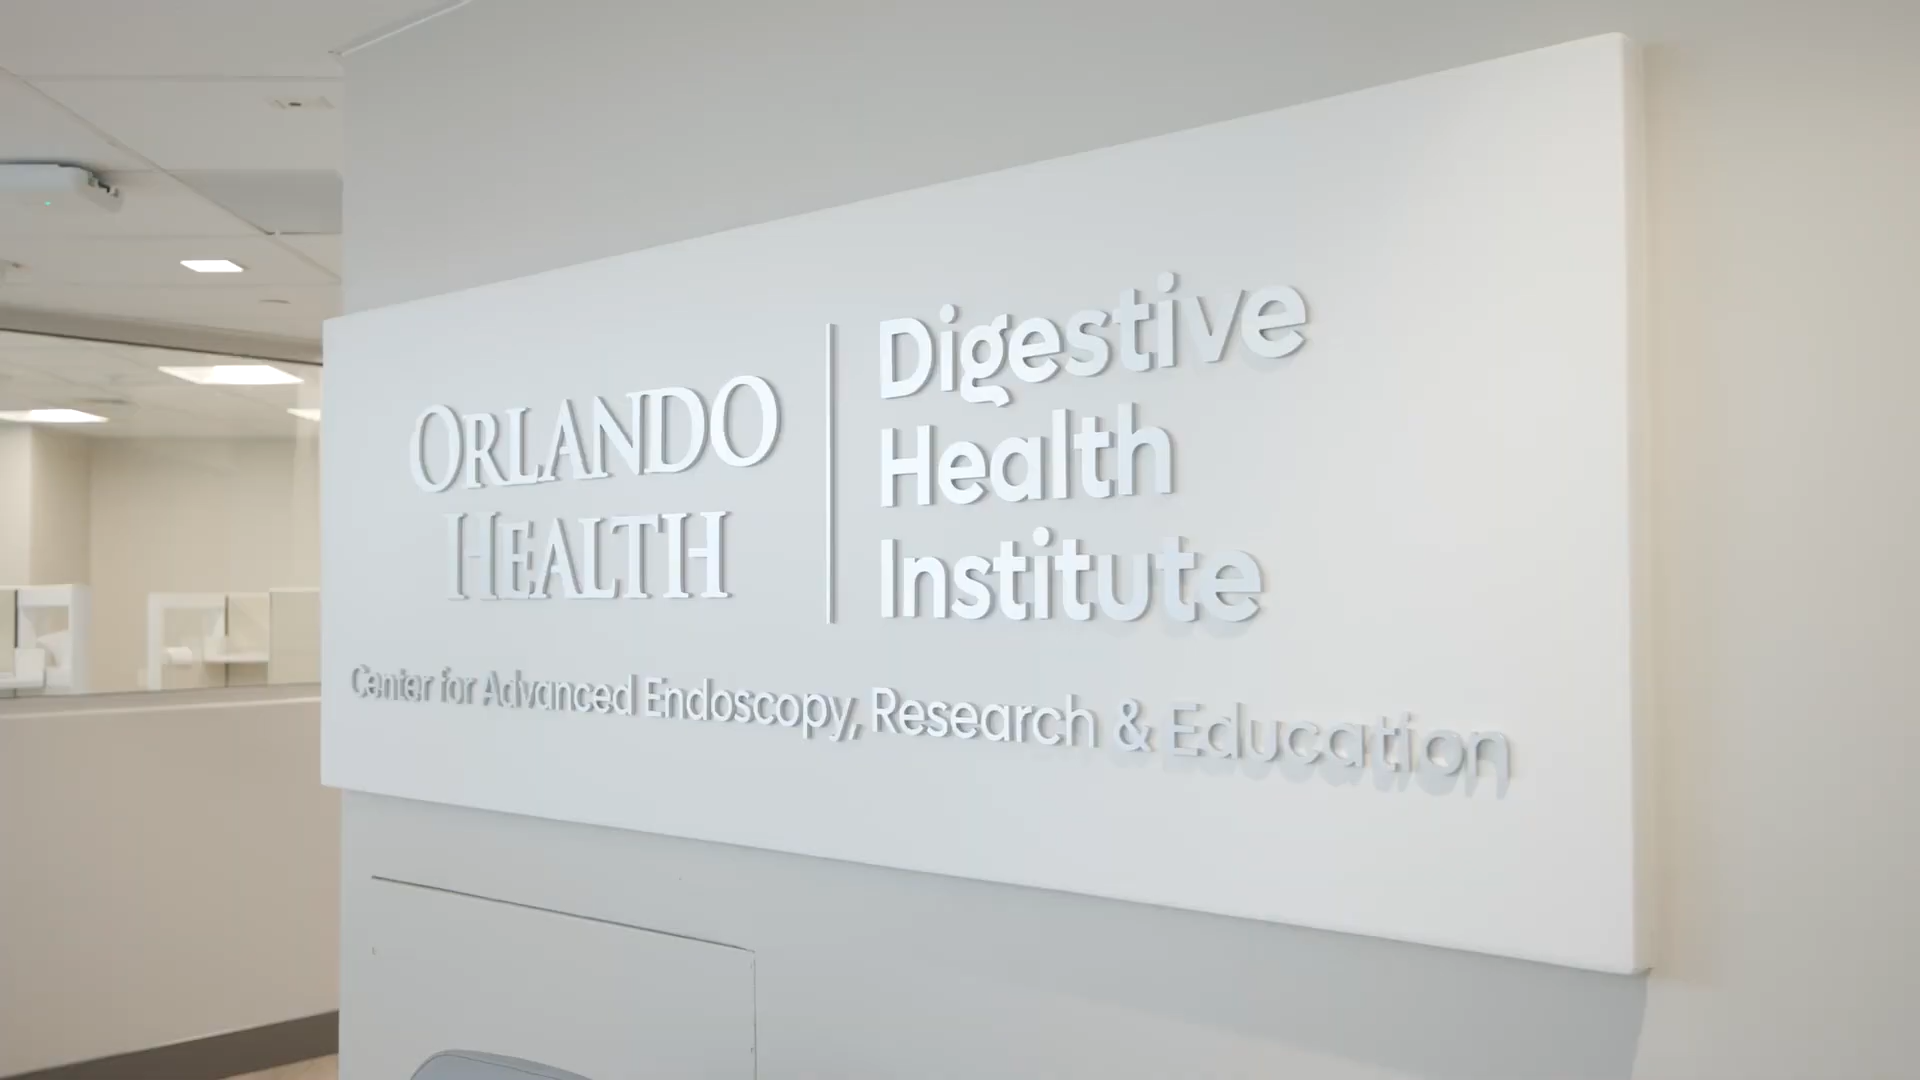 ORLANDO
HEALTH
Digestive
Health
Institute
Center for Advanced Endoscopy, Research & Education